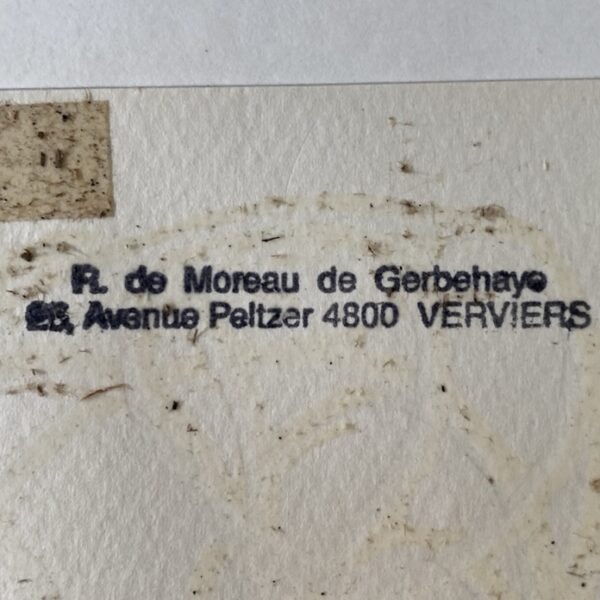 R. de Moreau de Gerbehaye
Avenue Peltzer 4800 VERVIERS